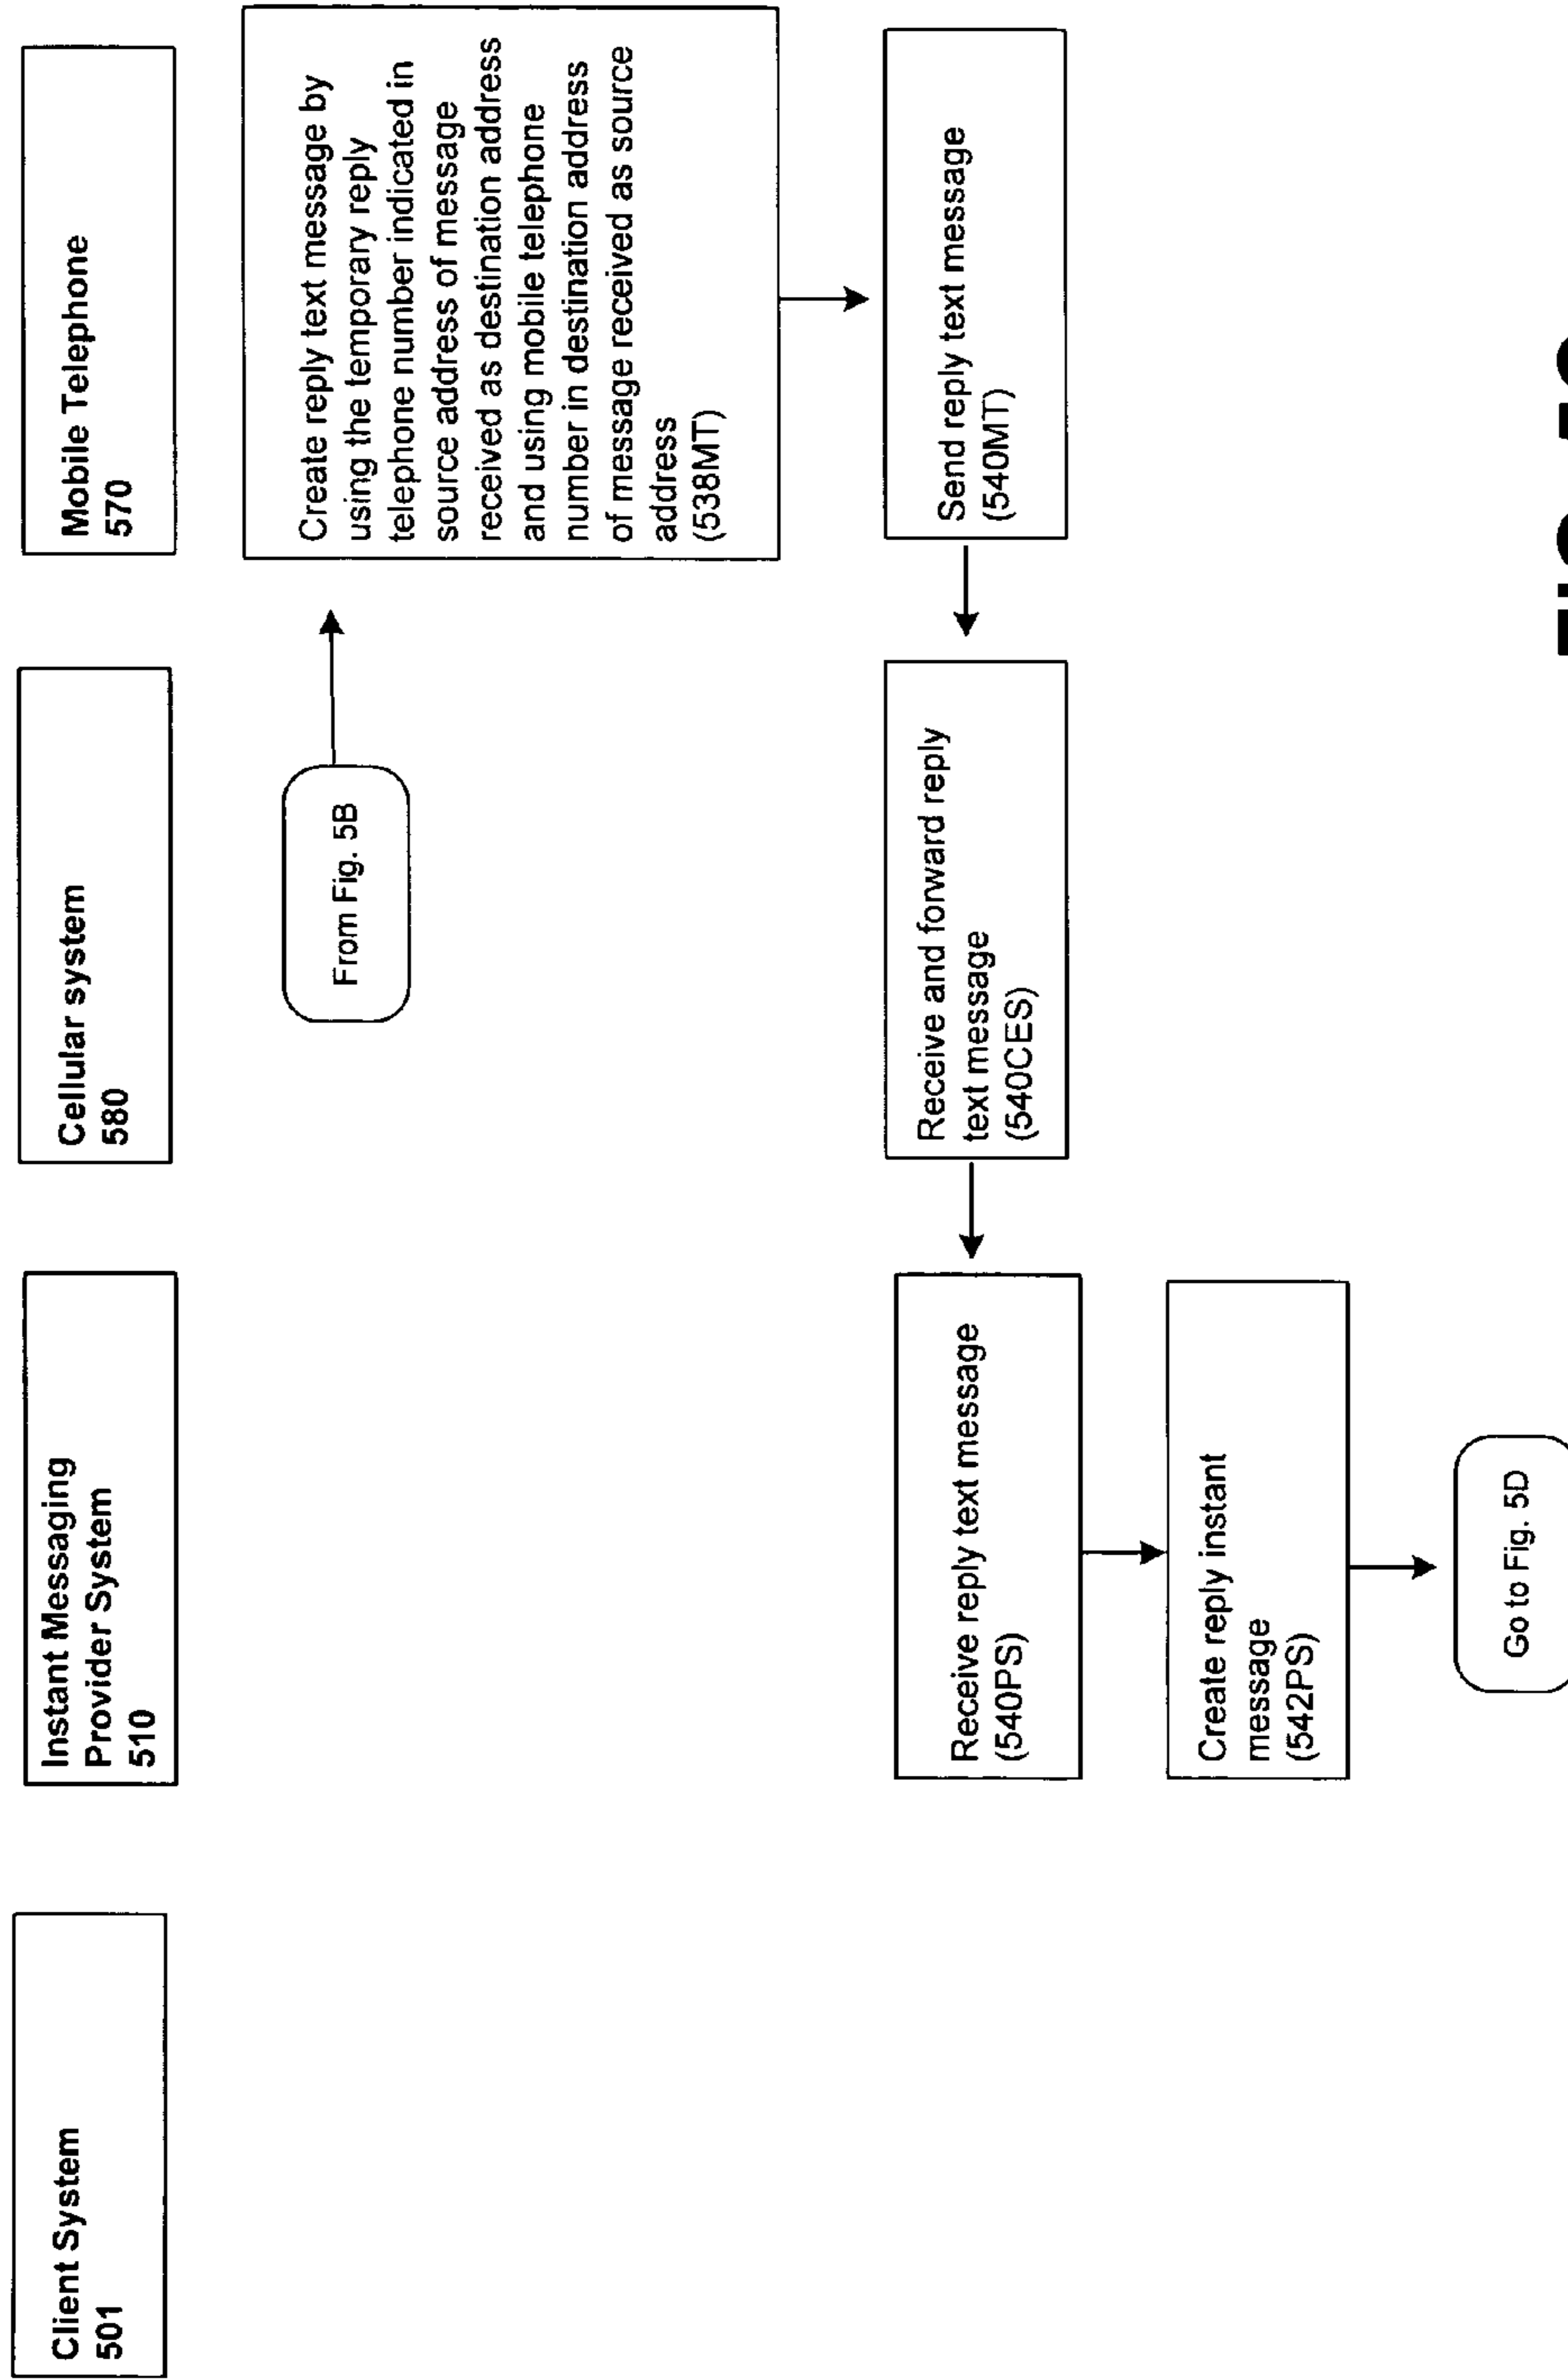 Client System
501
Instant Messaging
Provider System
510
Cellular system
580
Mobile Telephone
570
From Fig. 5B
Create reply text message by
using the temporary reply
telephone number indicated in
source address of message
received as destination address
and using mobile telephone
number in destination address
of message received as source
address
(538MT)
Send reply text message
(540MT)
Receive and forward reply
text message
(540CES)
Receive reply text message
(540PS)
Create reply instant
message
(542PS)
Go to Fig. 5D